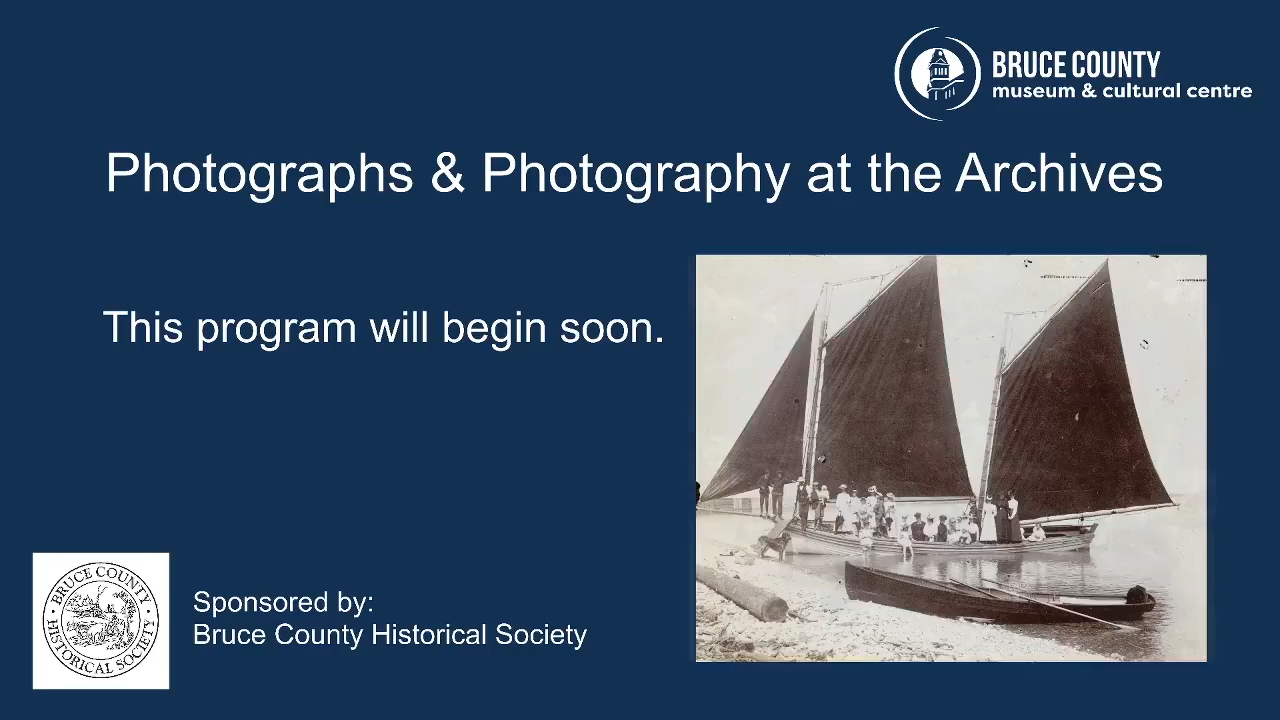 BRUCE COUNTY
museum & cultural centre
Photographs & Photography at the Archives
This program will begin soon.
BRUCE COUNTY
HISTORICAL SOCIETY
Sponsored by:
Bruce County Historical Society